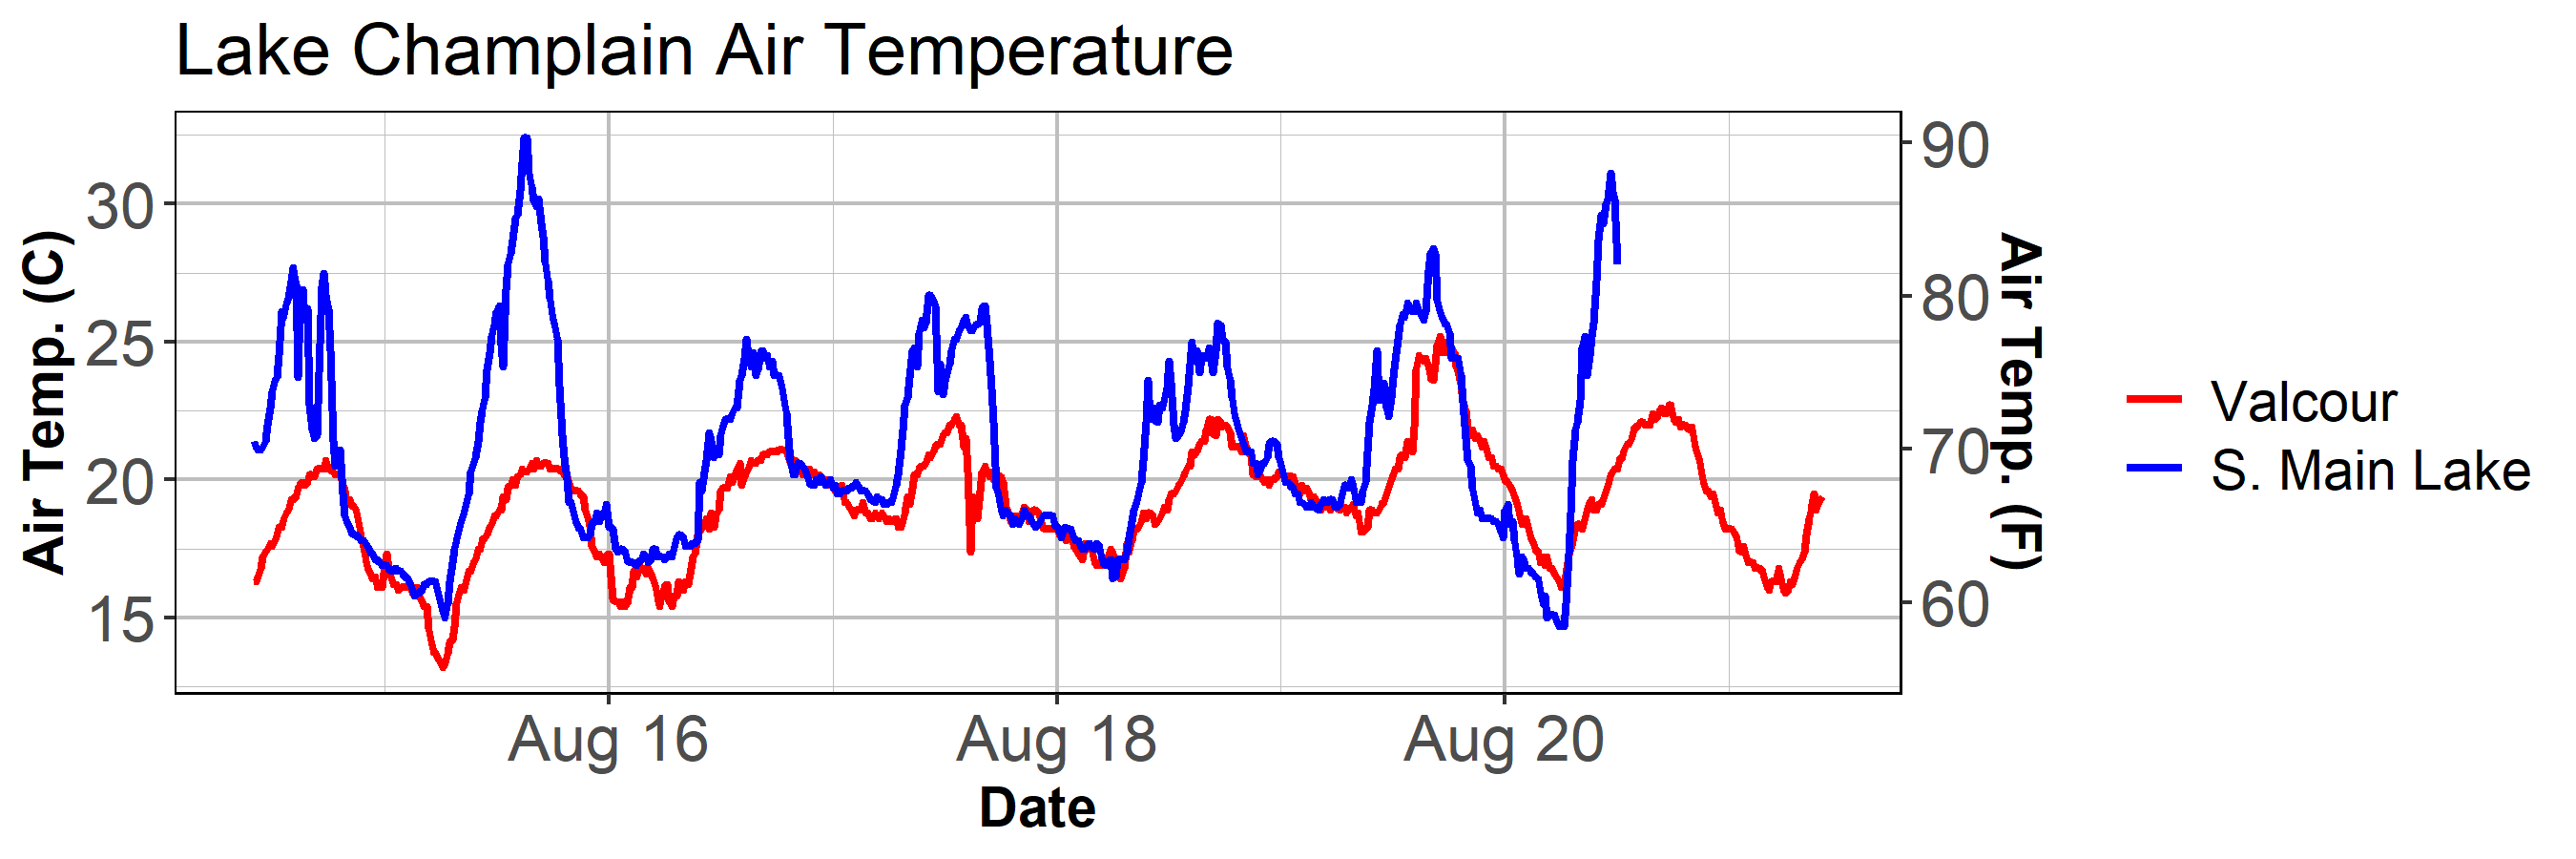 Lake Champlain Air Temperature
Air Temp. (C)
30
25
20
15
90
80
70
60
Air Temp. (F)
Valcour
S. Main Lake
Aug 16
Aug 18
Aug 20
Date